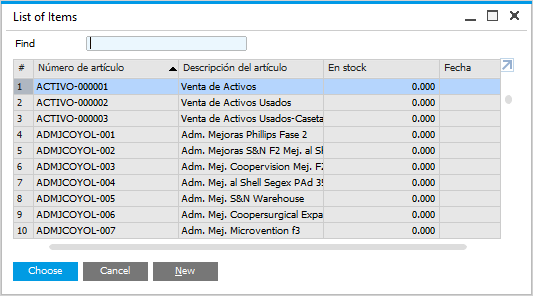 List of Items
Find
# Número de artículo Descripción del artículo En stock Fecha
1 ACTIVO-000001 Venta de Activos 0.000
2 ACTIVO-000002 Venta de Activos Usados 0.000
3 ACTIVO-000003 Venta de Activos Usados-Caseta 0.000
4 ADMJCOYOL-001 Adm. Mejoras Phillips Fase 2 0.000
5 ADMJCOYOL-002 Adm. Mejoras S&N F2 Mej. al Sh 0.000
6 ADMJCOYOL-003 Adm. Mej. Coopervision Mej. F2 0.000
7 ADMJCOYOL-004 Adm. Mej. al Shell Segex PAd 35 0.000
8 ADMJCOYOL-005 Adm. Mej. S&N Warehouse 0.000
9 ADMJCOYOL-006 Adm. Mej. Coopersurgical Expa 0.000
10 ADMJCOYOL-007 Adm. Mej. Microvention f3 0.000
Choose Cancel New